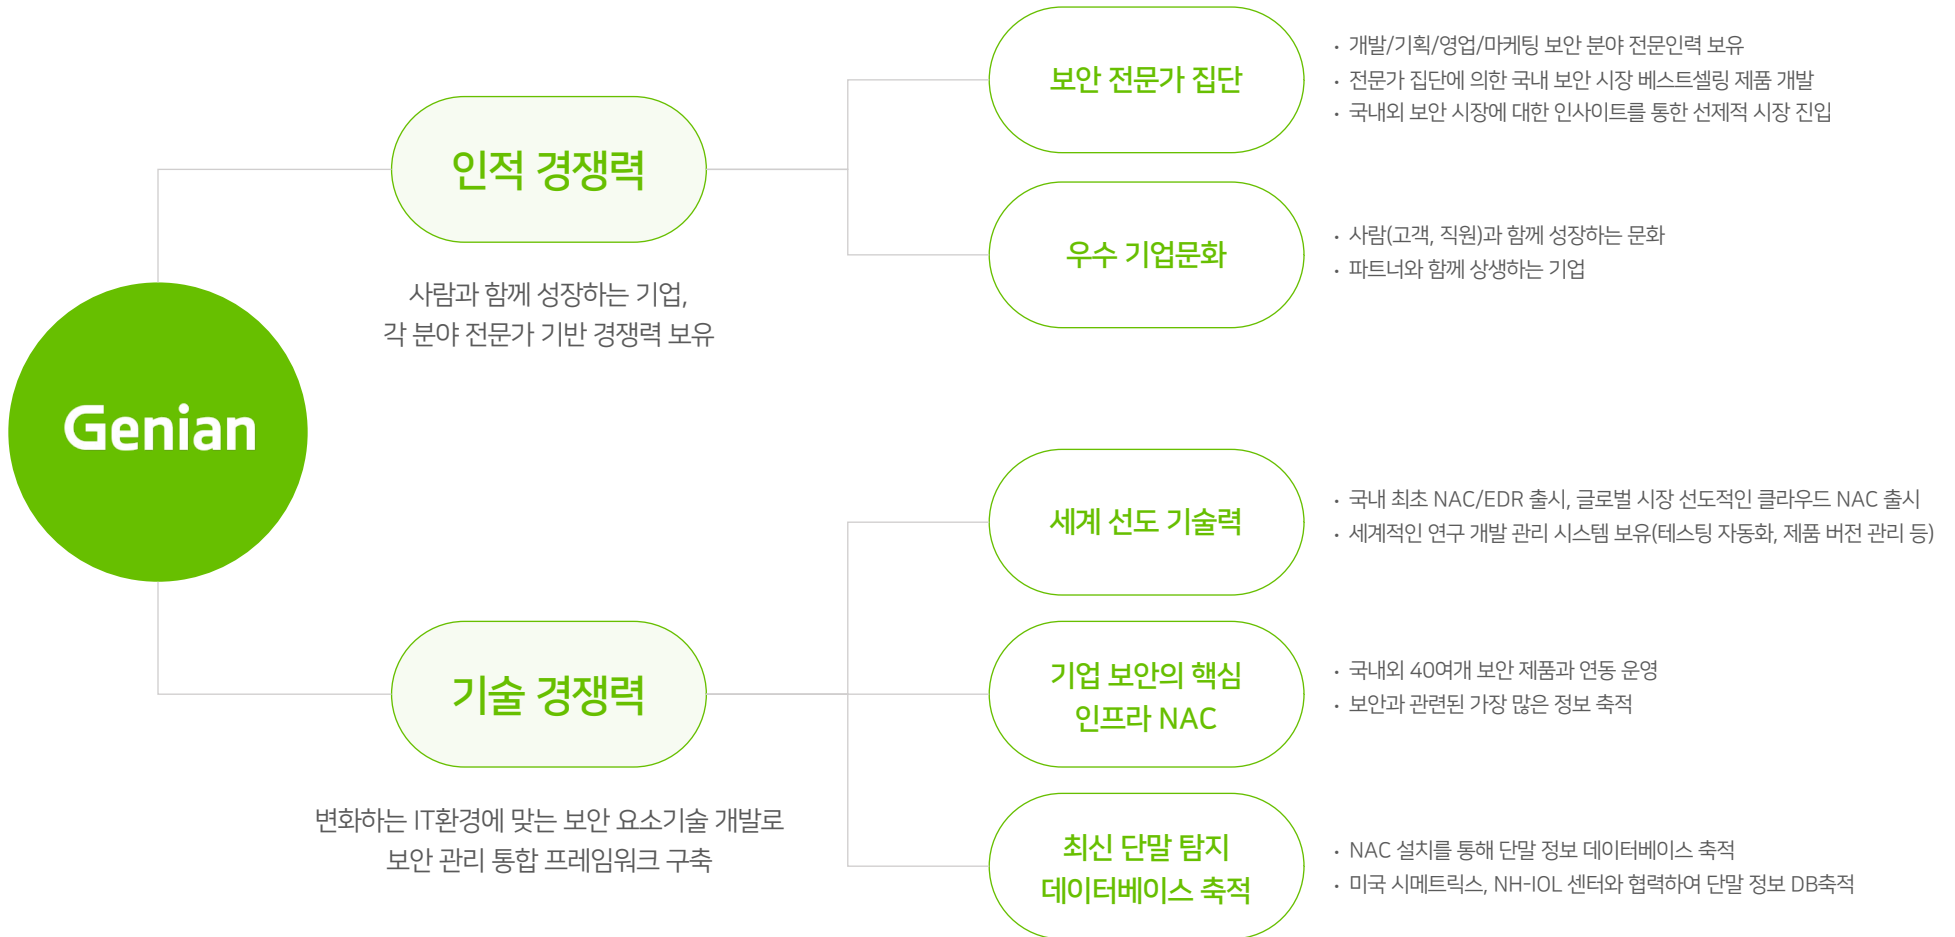 Genian
인적 경쟁력
사람과 함께 성장하는 기업,
각 분야 전문가 기반 경쟁력 보유
보안 전문가 집단
• 개발/기획/영업/마케팅 보안 분야 전문인력 보유
• 전문가 집단에 의한 국내 보안 시장 베스트셀링 제품 개발
• 국내외 보안 시장에 대한 인사이트를 통한 선제적 시장 진입
우수 기업문화
• 사람(고객, 직원)과 함께 성장하는 문화
• 파트너와 함께 상생하는 기업
기술 경쟁력
변화하는 IT환경에 맞는 보안 요소기술 개발로
보안 관리 통합 프레임워크 구축
세계 선도 기술력
• 국내 최초 NAC/EDR 출시, 글로벌 시장 선도적인 클라우드 NAC 출시
• 세계적인 연구 개발 관리 시스템 보유(테스팅 자동화, 제품 버전 관리 등)
기업 보안의 핵심
인프라 NAC
• 국내외 40여개 보안 제품과 연동 운영
• 보안과 관련된 가장 많은 정보 축적
최신 단말 탐지
데이터베이스 축적
• NAC 설치를 통해 단말 정보 데이터베이스 축적
• 미국 시메트릭스, NH-IOL 센터와 협력하여 단말 정보 DB축적